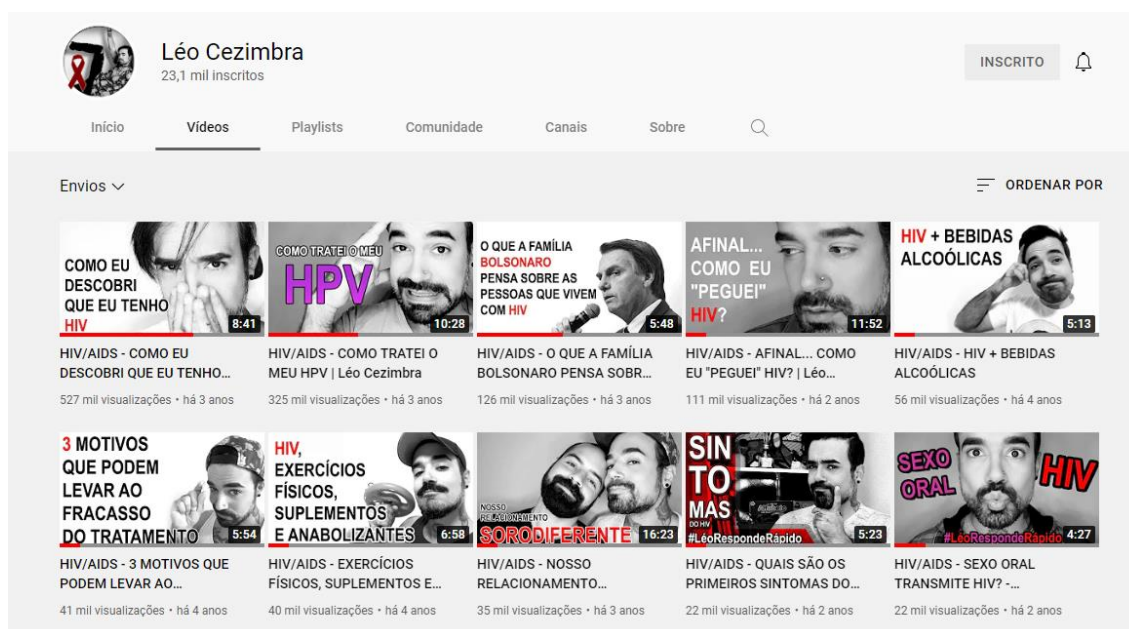 Léo Cezimbra
23,1 mil inscritos
INSCRITO
Início Vídeos Playlists Comunidade Canais Sobre
Envios
ORDENAR POR
COMO EU
DESCOBRI
QUE EU TENHO
HIV
8:41
COMO TRATEI O MEU
HPV
10:28
O QUE A FAMÍLIA
BOLSONARO
PENSA SOBRE AS
PESSOAS QUE VIVEM
COM HIV
5:48
AFINAL...
COMO EU
"PEGUEI"
HIV?
11:52
HIV + BEBIDAS
ALCOÓLICAS
5:13
HIV/AIDS - COMO EU
DESCOBRI QUE EU TENHO...
527 mil visualizações • há 3 anos
HIV/AIDS - COMO TRATEI O
MEU HPV | Léo Cezimbra
325 mil visualizações • há 3 anos
HIV/AIDS - O QUE A FAMÍLIA
BOLSONARO PENSA SOBR...
126 mil visualizações • há 3 anos
HIV/AIDS - AFINAL... COMO
EU "PEGUEI" HIV? | Léo...
111 mil visualizações • há 2 anos
HIV/AIDS - HIV + BEBIDAS
ALCOÓLICAS
56 mil visualizações • há 4 anos
3 MOTIVOS
QUE PODEM
LEVAR AO
FRACASSO
DO TRATAMENTO
5:54
HIV,
EXERCÍCIOS
FÍSICOS,
SUPLEMENTOS
E ANABOLIZANTES
6:58
NOSSO
RELACIONAMENTO
SORODIFERENTE
16:23
SIN
TO
MAS
DO HIV
#LéoRespondeRápido
5:23
SEXO
ORAL
HIV
#LéoRespondeRápido
4:27
HIV/AIDS - 3 MOTIVOS QUE
PODEM LEVAR AO...
41 mil visualizações • há 4 anos
HIV/AIDS - EXERCÍCIOS
FÍSICOS, SUPLEMENTOS E...
40 mil visualizações • há 4 anos
HIV/AIDS - NOSSO
RELACIONAMENTO...
35 mil visualizações • há 3 anos
HIV/AIDS - QUAIS SÃO OS
PRIMEIROS SINTOMAS DO...
22 mil visualizações • há 2 anos
HIV/AIDS - SEXO ORAL
TRANSMITE HIV? -...
22 mil visualizações • há 2 anos